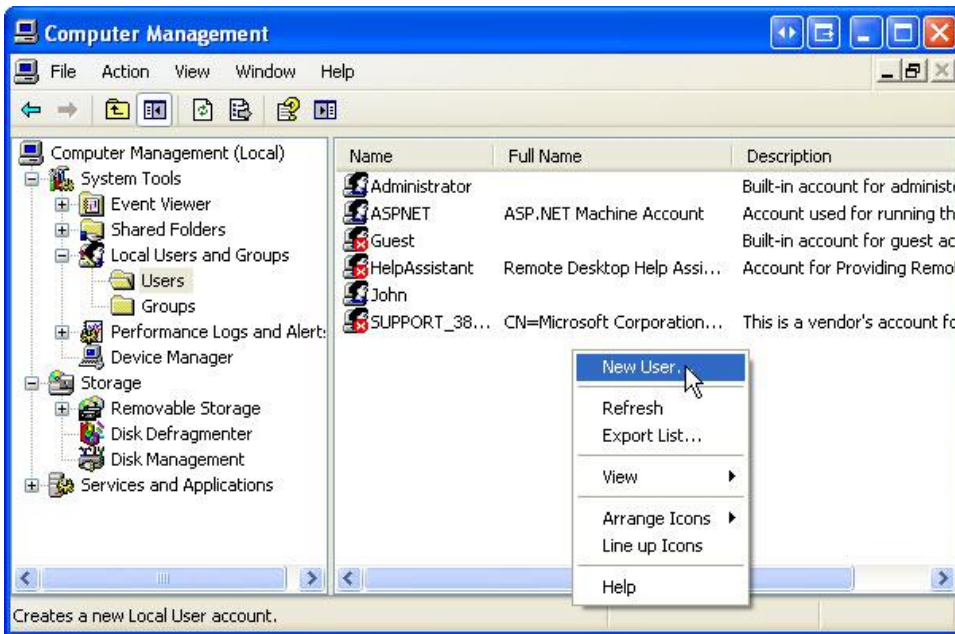 Computer Management
File Action View Window Help
Computer Management (Local)
System Tools
Event Viewer
Shared Folders
Local Users and Groups
Users
Groups
Performance Logs and Alert
Device Manager
Storage
Removable Storage
Disk Defragmenter
Disk Management
Services and Applications
Name Full Name Description
Administrator Built-in account for administ
ASPNET ASP.NET Machine Account Account used for running th
Guest Built-in account for guest ac
HelpAssistant Remote Desktop Help Assi... Account for Providing Remo
John
SUPPORT_38... CN=Microsoft Corporation... This is a vendor's account fo
New User..
Refresh
Export List...
View
Arrange Icons
Line up Icons
Help
Creates a new Local User account.